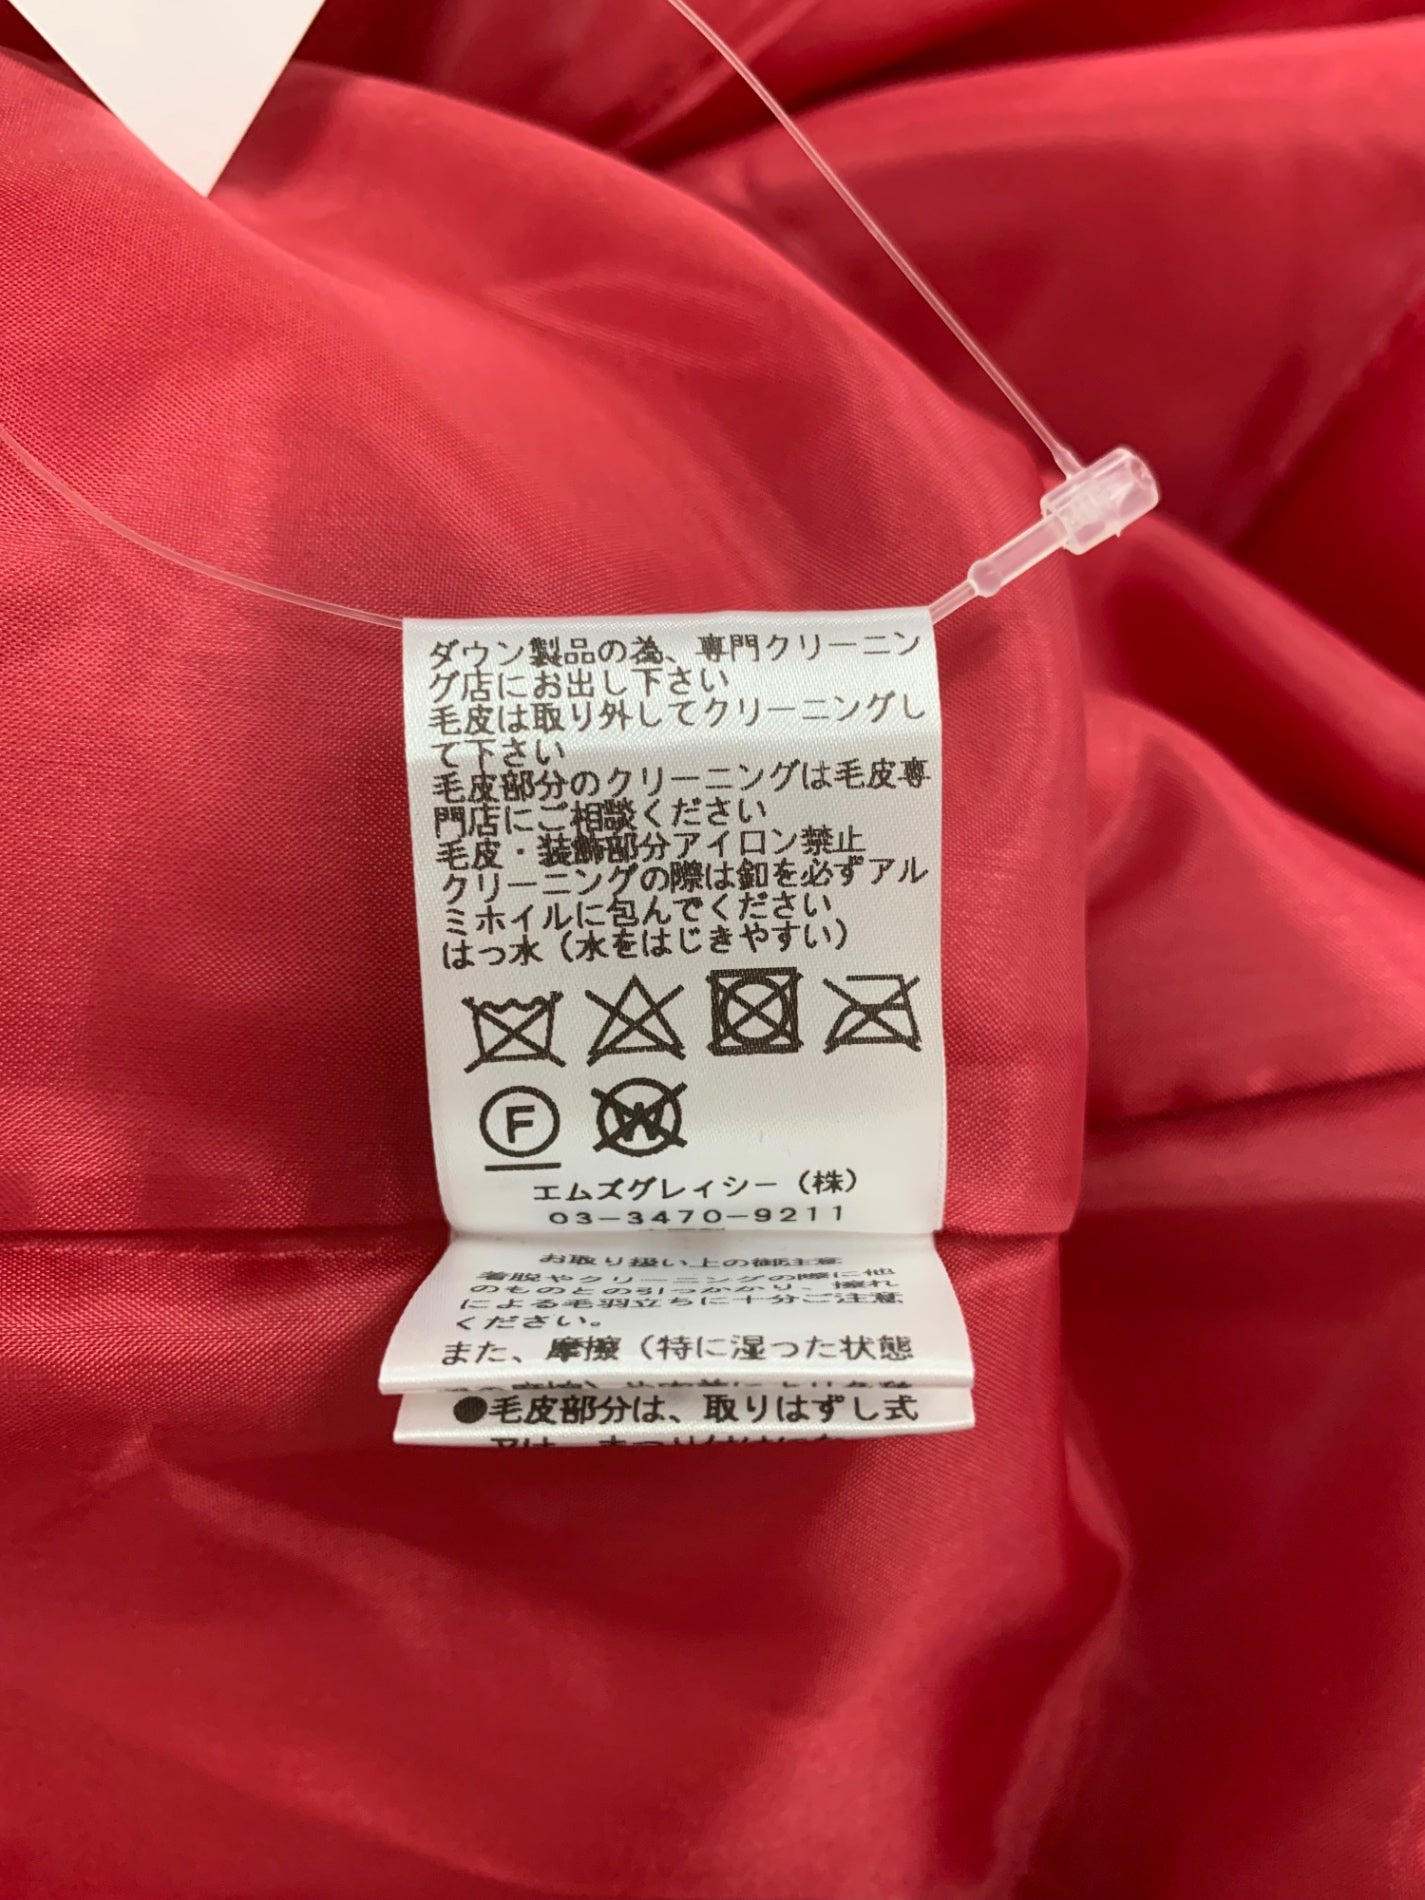 ダウン製品の為、専門クリーニン
グ店にお出し下さい
毛皮は取り外してクリーニングし
て下さい
毛皮部分のクリーニングは毛皮専
門店にご相談ください
毛皮・装飾部分アイロン禁止
クリーニングの際は釦を必ずアル
ミホイルに包んでください
はっ水（水をはじきやすい）
F
W
エムズグレイシー（株）
03-3470-9211
お取り扱い上の御注意
着脱やクリーニングの際に他
のものとの引っかかり、擦れ
による毛羽立ちに十分ご注意
ください。
また、摩擦（特に湿った状態
●毛皮部分は、取りはずし式